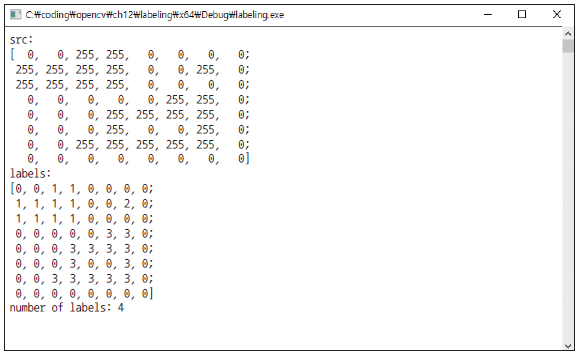 C:₩coding₩opencv₩ch12₩labeling₩x64₩Debug₩labeling.exe
src:
[  0,   0, 255, 255,   0,   0,   0,   0;
 255, 255, 255, 255,   0,   0, 255,   0;
 255, 255, 255, 255,   0,   0,   0,   0;
   0,   0,   0,   0,   0, 255, 255,   0;
   0,   0,   0, 255, 255, 255, 255,   0;
   0,   0,   0, 255,   0,   0, 255,   0;
   0,   0, 255, 255, 255, 255, 255,   0;
   0,   0,   0,   0,   0,   0,   0,   0]
labels:
[0, 0, 1, 1, 0, 0, 0, 0;
 1, 1, 1, 1, 0, 0, 2, 0;
 1, 1, 1, 1, 0, 0, 0, 0;
 0, 0, 0, 0, 0, 3, 3, 0;
 0, 0, 0, 3, 3, 3, 3, 0;
 0, 0, 0, 3, 0, 0, 3, 0;
 0, 0, 3, 3, 3, 3, 3, 0;
 0, 0, 0, 0, 0, 0, 0, 0]
number of labels: 4